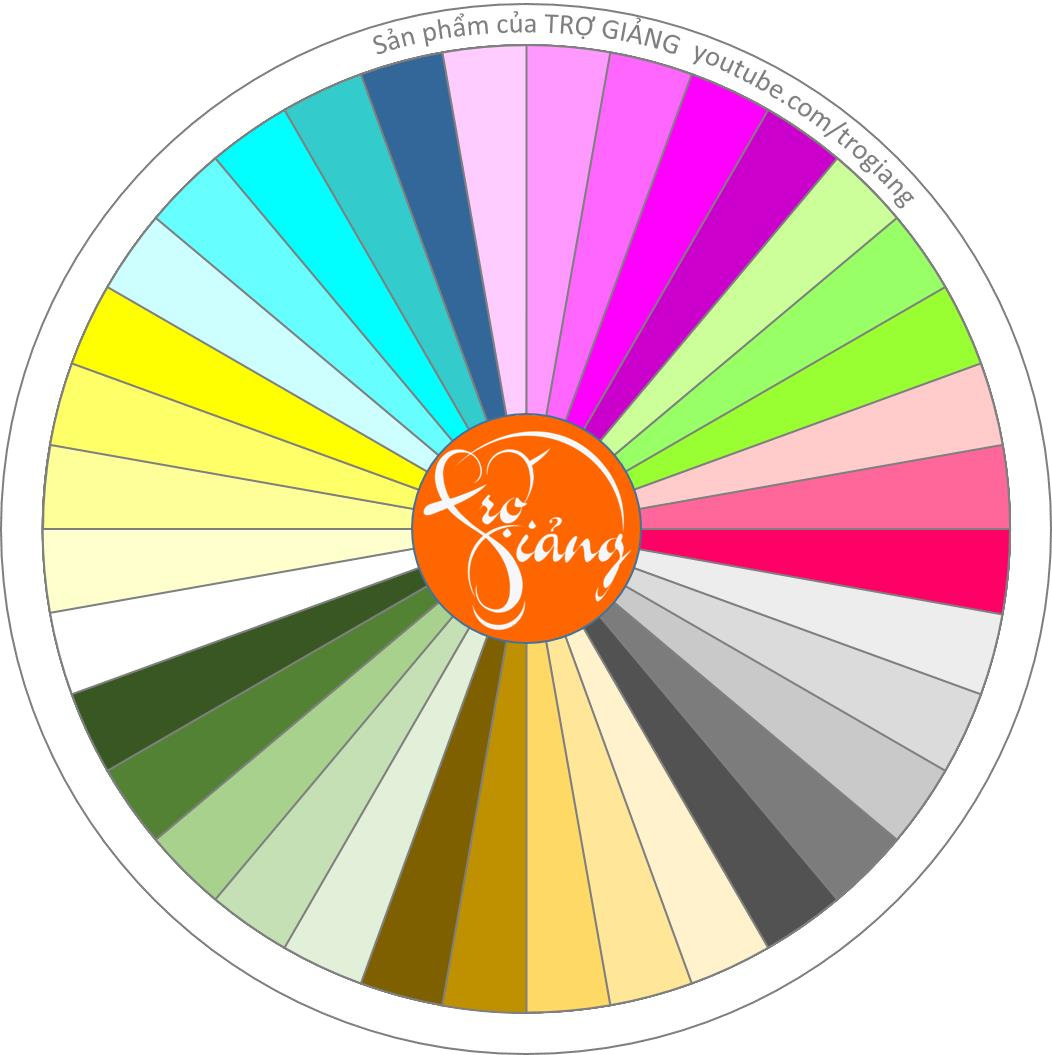 Sản phẩm của TRỢ GIẢNG youtube.com/trogiang
Trợ
Giảng